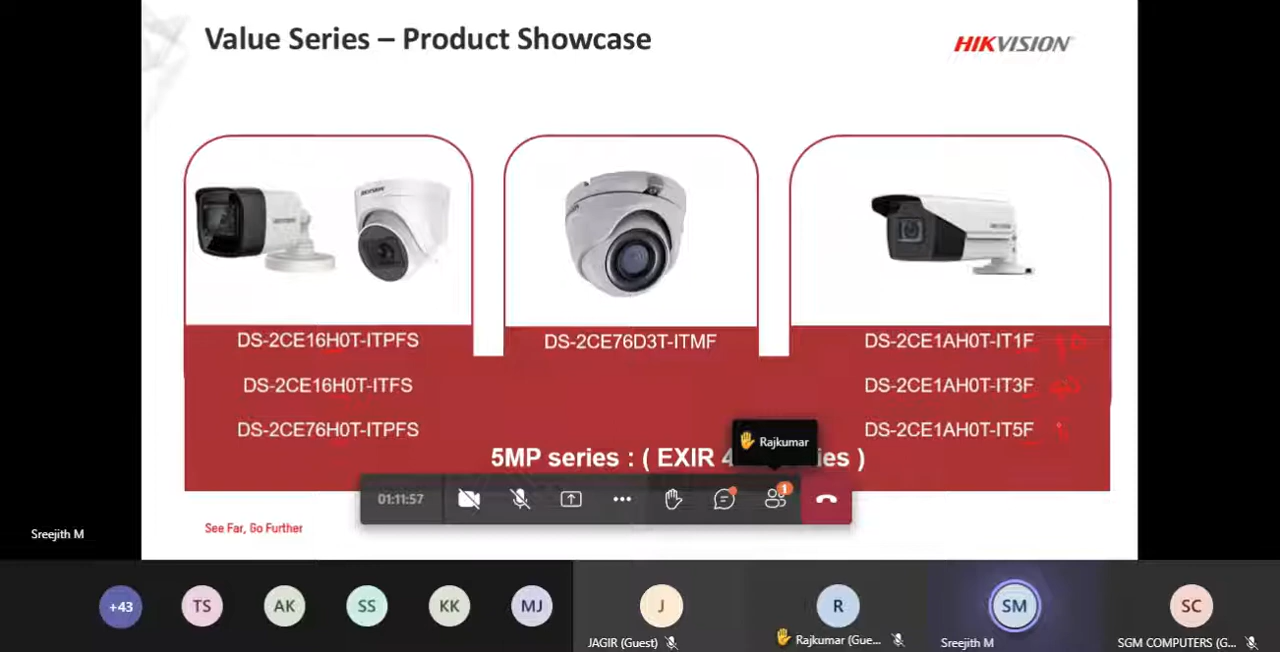 Value Series – Product Showcase
HIKVISION
DS-2CE16H0T-ITPFS
DS-2CE16H0T-ITFS
DS-2CE76H0T-ITPFS
DS-2CE76D3T-ITMF
DS-2CE1AH0T-IT1F
DS-2CE1AH0T-IT3F
DS-2CE1AH0T-IT5F
Rajkumar
5MP series : ( EXIR 4 ies )
01:11:57
1
See Far, Go Further
Sreejith M
+43
TS
AK
SS
KK
MJ
J
R
SM
SC
JAGIR (Guest)
Rajkumar (Gue...
Sreejith M
SGM COMPUTERS (G...